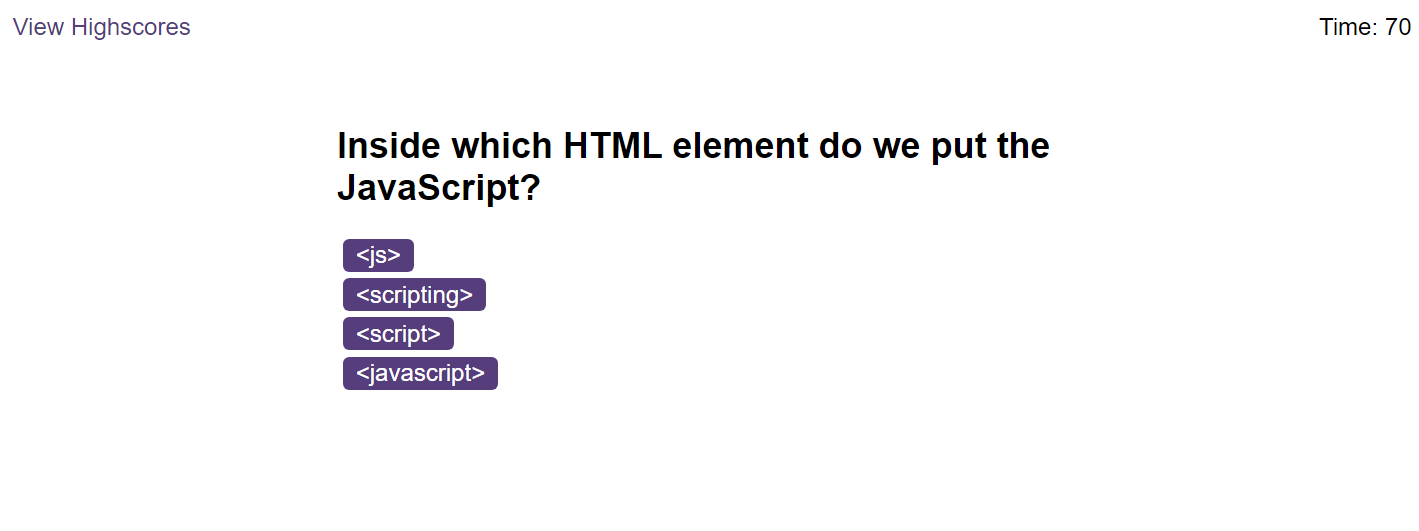 View Highscores
Time: 70
Inside which HTML element do we put the
JavaScript?
<js>
<scripting>
<script>
<javascript>